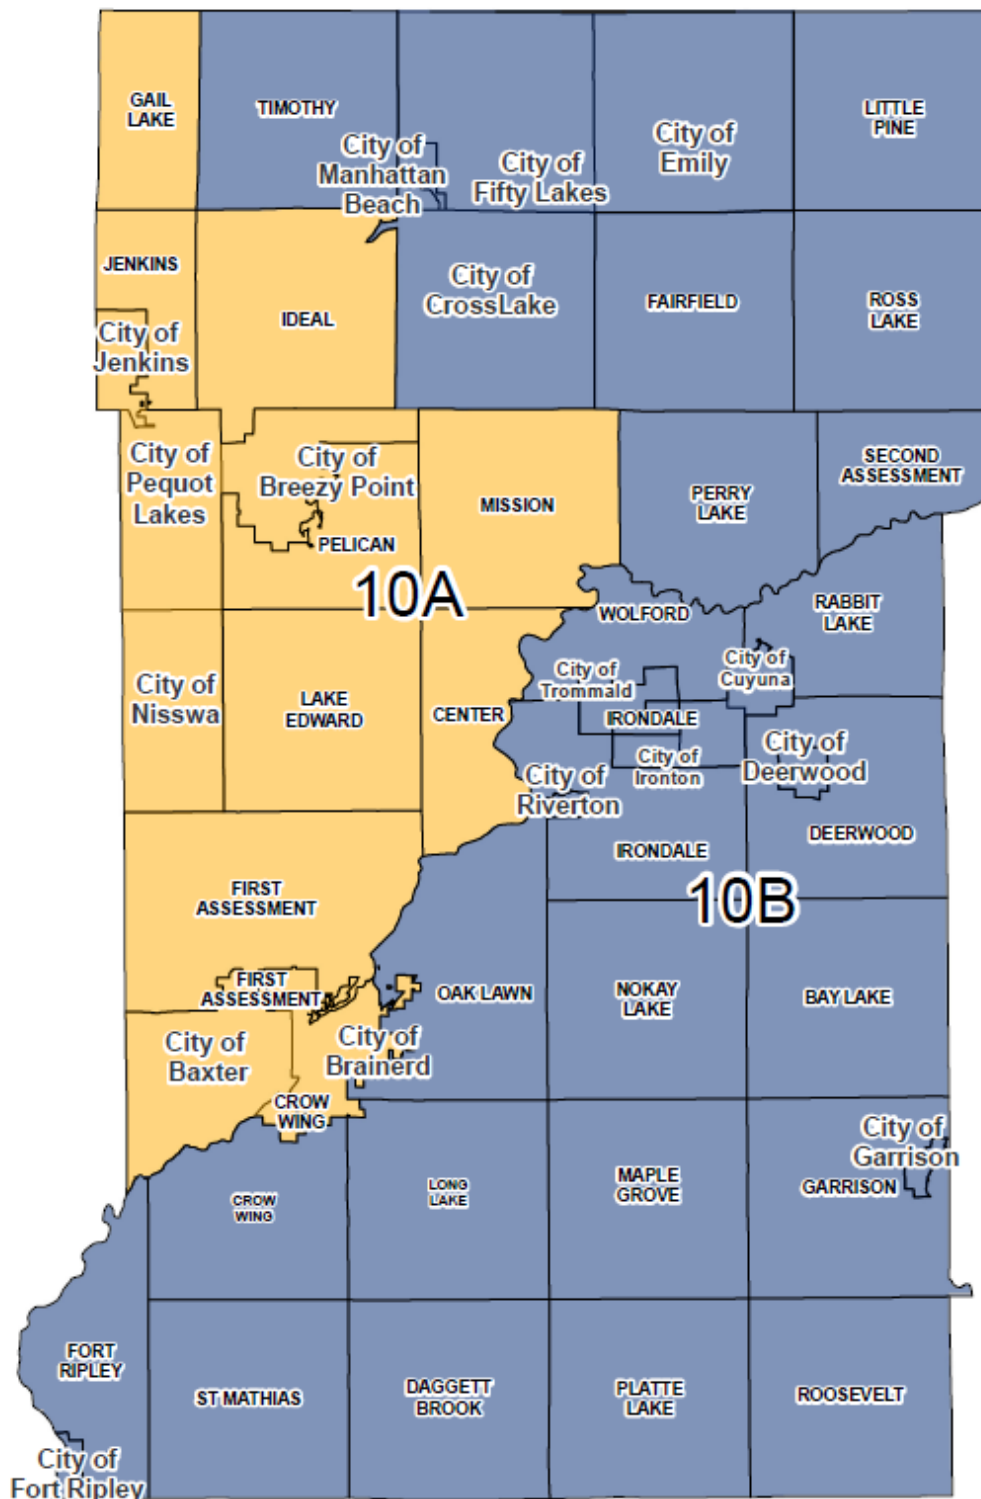 GAIL
LAKE
TIMOTHY
LITTLE
PINE
City of
Manhattan
Beach
City of
Fifty Lakes
City of
Emily
JENKINS
City of
Jenkins
IDEAL
City of
CrossLake
FAIRFIELD
ROSS
LAKE
City of
Pequot
Lakes
City of
Breezy Point
PELICAN
MISSION
PERRY
LAKE
SECOND
ASSESSMENT
10A
WOLFORD
RABBIT
LAKE
City of
Nisswa
LAKE
EDWARD
CENTER
City of
Trommald
IRONDALE
City of
Cuyuna
City of
Riverton
City of
Ironton
City of
Deerwood
IRONDALE
DEERWOOD
10B
FIRST
ASSESSMENT
FIRST
ASSESSMENT
OAK LAWN
NOKAY
LAKE
BAY LAKE
City of
Baxter
City of
Brainerd
CROW
WING
CROW
WING
LONG
LAKE
MAPLE
GROVE
City of
Garrison
GARRISON
FORT
RIPLEY
ST MATHIAS
DAGGETT
BROOK
PLATTE
LAKE
ROOSEVELT
City of
Fort Ripley